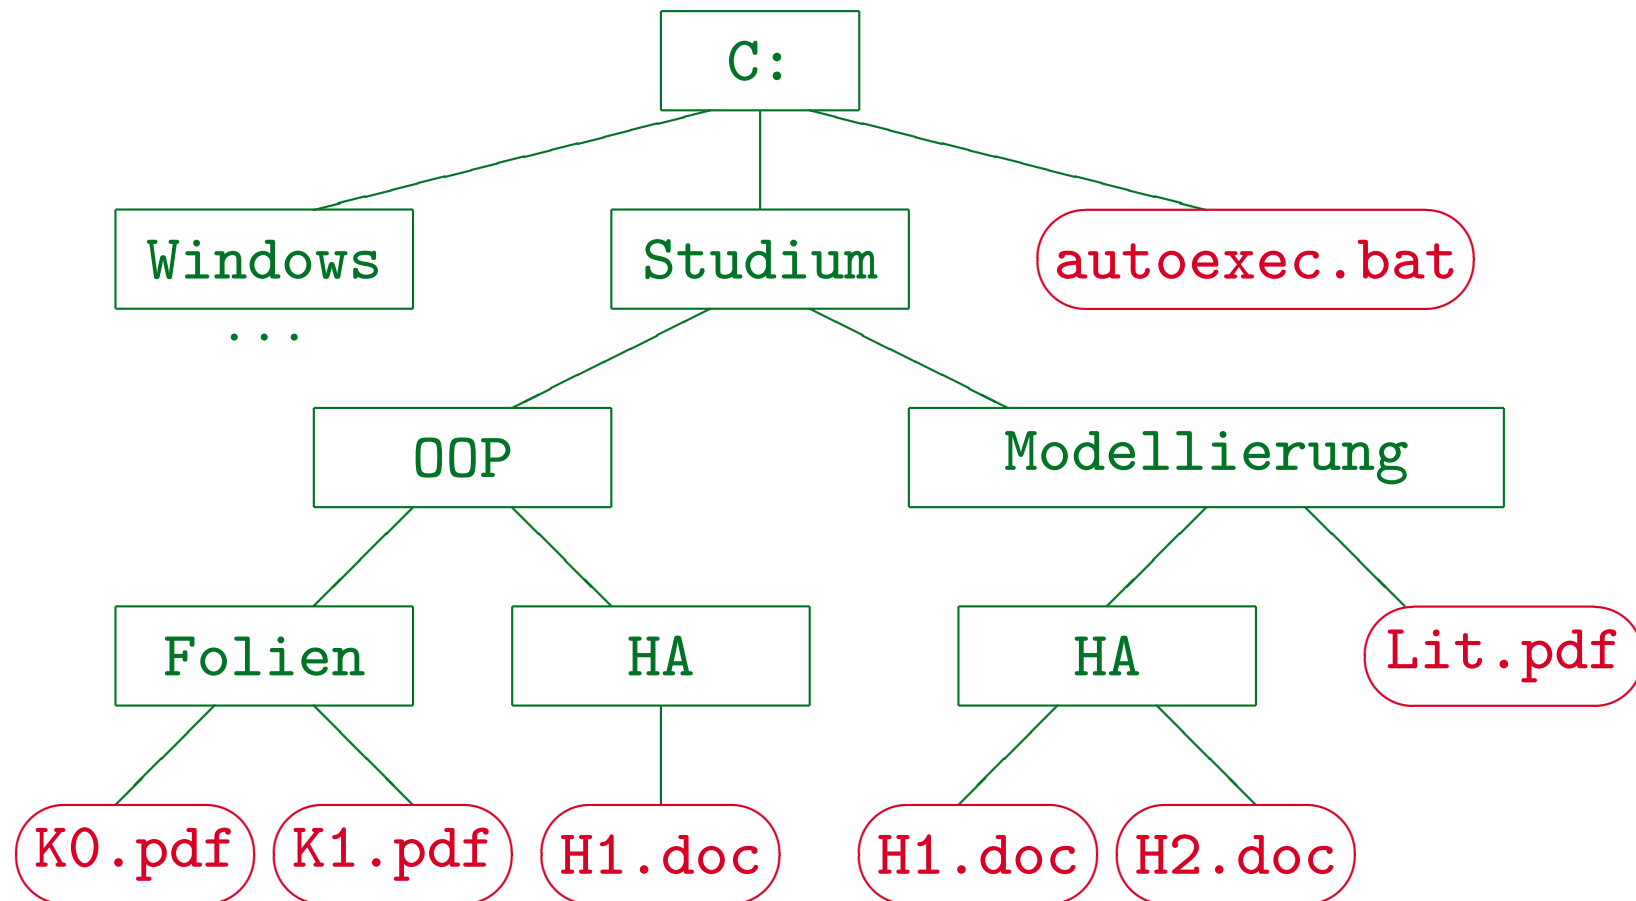 C:
Windows Studium autoexec.bat
...
OOP Modellierung
Folien HA HA Lit.pdf
K0.pdf K1.pdf H1.doc H1.doc H2.doc